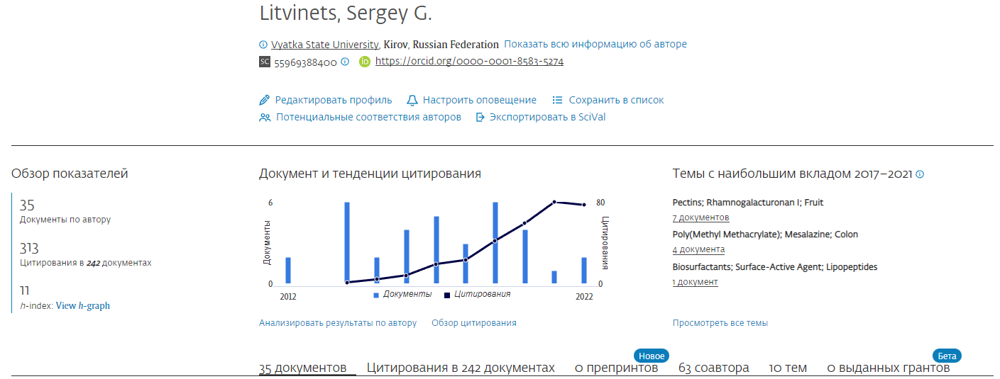 Litvinets, Sergey G.
Vyatka State University, Kirov, Russian Federation Показать всю информацию об авторе
SC 55969388400 iD https://orcid.org/0000-0001-8583-5274
Редактировать профиль Настроить оповещение Сохранить в список
Потенциальные соответствия авторов Экспортировать в SciVal
Обзор показателей
35
Документы по автору
313
Цитирования в 242 документах
11
h-index: View h-graph
Документ и тенденции цитирования
6 80
Документы
Цитирования
0 0
2012 2022
Документы Цитирования
Анализировать результаты по автору Обзор цитирования
Темы с наибольшим вкладом 2017–2021
Pectins; Rhamnogalacturonan I; Fruit
7 документов
Poly(Methyl Methacrylate); Mesalazine; Colon
4 документа
Biosurfactants; Surface-Active Agent; Lipopeptides
1 документ
Просмотреть все темы
Новое Бета
35 документов Цитирования в 242 документах 0 препринтов 63 соавтора 10 тем 0 выданных грантов